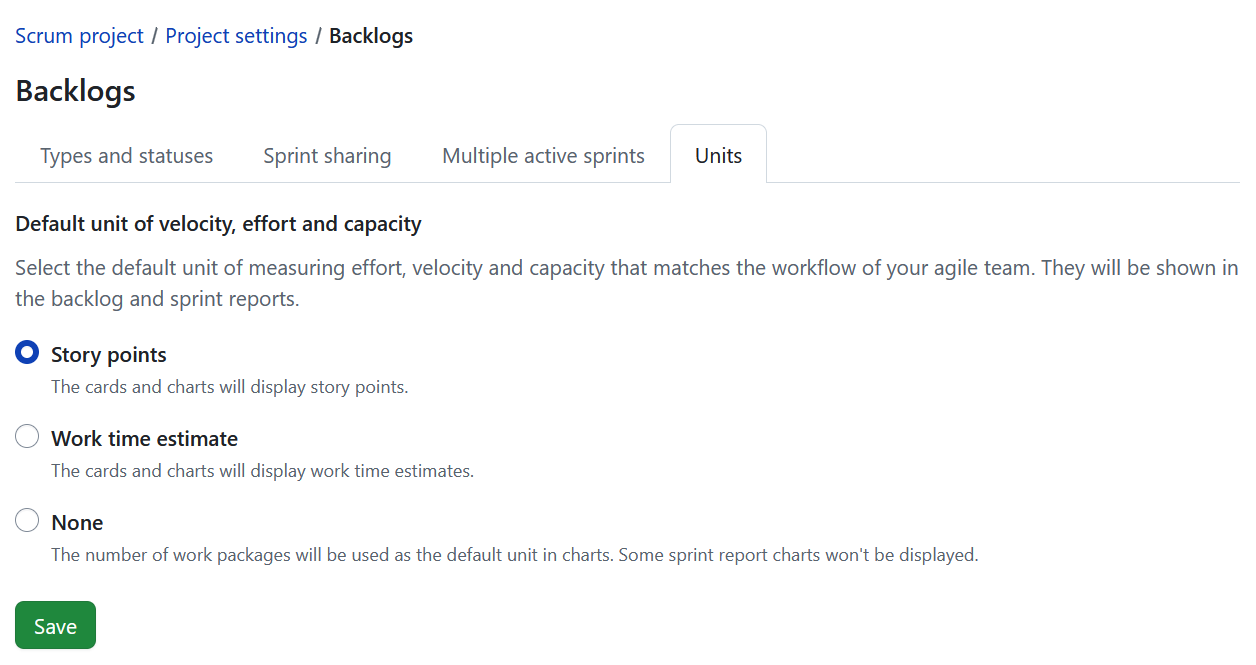 Scrum project / Project settings / Backlogs
Backlogs
Types and statuses Sprint sharing Multiple active sprints Units
Default unit of velocity, effort and capacity
Select the default unit of measuring effort, velocity and capacity that matches the workflow of your agile team. They will be shown in
the backlog and sprint reports.
Story points
The cards and charts will display story points.
Work time estimate
The cards and charts will display work time estimates.
None
The number of work packages will be used as the default unit in charts. Some sprint report charts won't be displayed.
Save